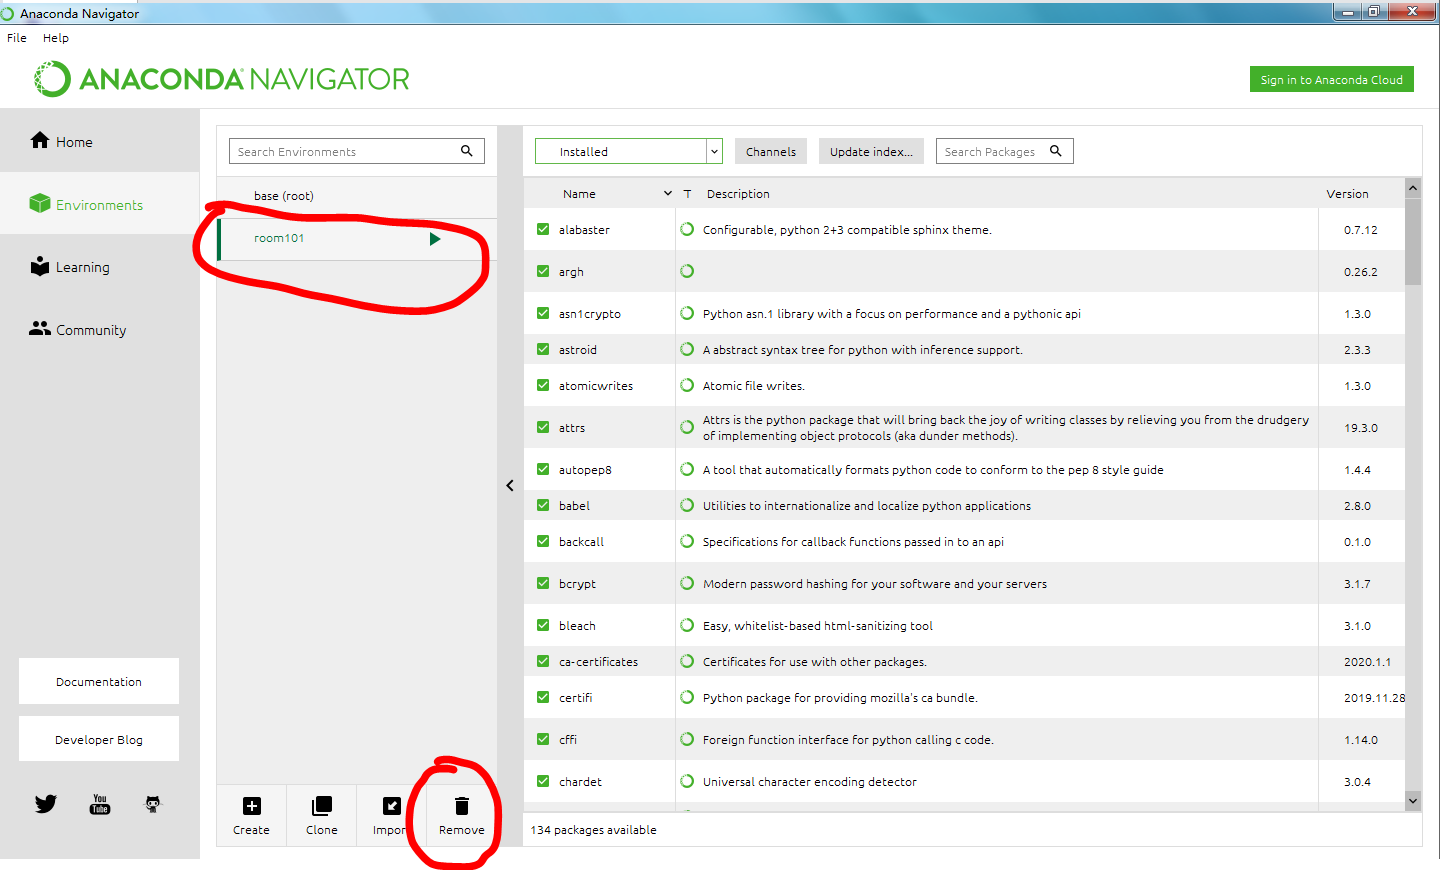 Anaconda Navigator
File Help
ANACONDA NAVIGATOR
Sign in to Anaconda Cloud
Home
Environments
Learning
Community
Documentation
Developer Blog
You Tube
Search Environments
base (root)
room101
Create Clone Import Remove
Installed Channels Update index... Search Packages
Name T Description Version
alabaster Configurable, python 2+3 compatible sphinx theme. 0.7.12
argh 0.26.2
asn1crypto Python asn.1 library with a focus on performance and a pythonic api 1.3.0
astroid A abstract syntax tree for python with inference support. 2.3.3
atomicwrites Atomic file writes. 1.3.0
attrs Attrs is the python package that will bring back the joy of writing classes by relieving you from the drudgery
of implementing object protocols (aka dunder methods). 19.3.0
autopep8 A tool that automatically formats python code to conform to the pep 8 style guide 1.4.4
babel Utilities to internationalize and localize python applications 2.8.0
backcall Specifications for callback functions passed in to an api 0.1.0
bcrypt Modern password hashing for your software and your servers 3.1.7
bleach Easy, whitelist-based html-sanitizing tool 3.1.0
ca-certificates Certificates for use with other packages. 2020.1.1
certifi Python package for providing mozilla's ca bundle. 2019.11.28
cffi Foreign function interface for python calling c code. 1.14.0
chardet Universal character encoding detector 3.0.4
134 packages available